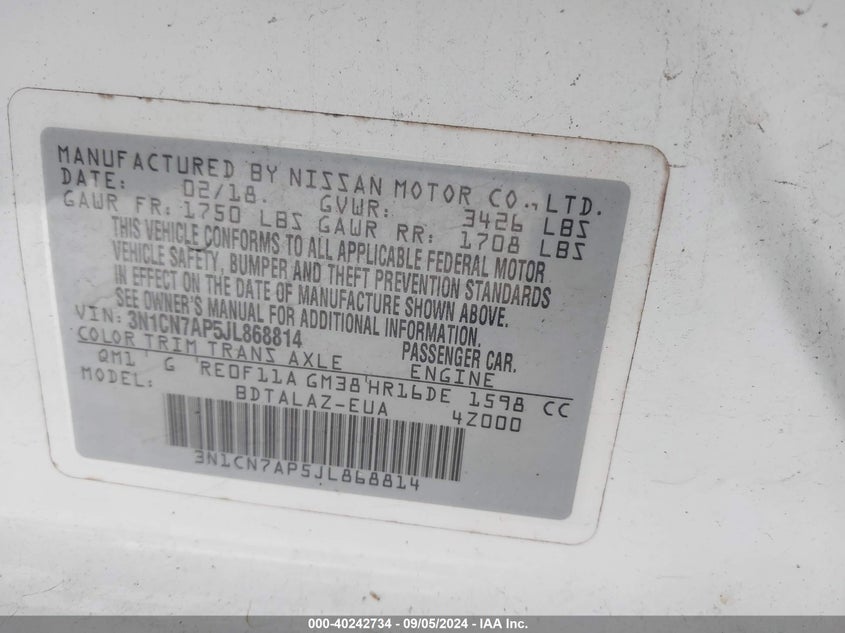 MANUFACTURED BY NISSAN MOTOR CO., LTD.
DATE: 02/18. GVWR: 3426 LBS
GAWR FR: 1750 LBS GAWR RR: 1708 LBS
THIS VEHICLE CONFORMS TO ALL APPLICABLE FEDERAL MOTOR
VEHICLE SAFETY, BUMPER AND THEFT PREVENTION STANDARDS
IN EFFECT ON THE DATE OF MANUFACTURE SHOWN ABOVE.
SEE OWNER'S MANUAL FOR ADDITIONAL INFORMATION.
VIN: 3N1CN7AP5JL868814 PASSENGER CAR.
COLOR TRIM TRANS AXLE ENGINE
QM1 G RE0F11A GM38 HR16DE 1598 CC
MODEL: BDTALAZ-EUA 4Z000
3N1CN7AP5JL868814
000-40242734 - 09/05/2024 - IAA Inc.